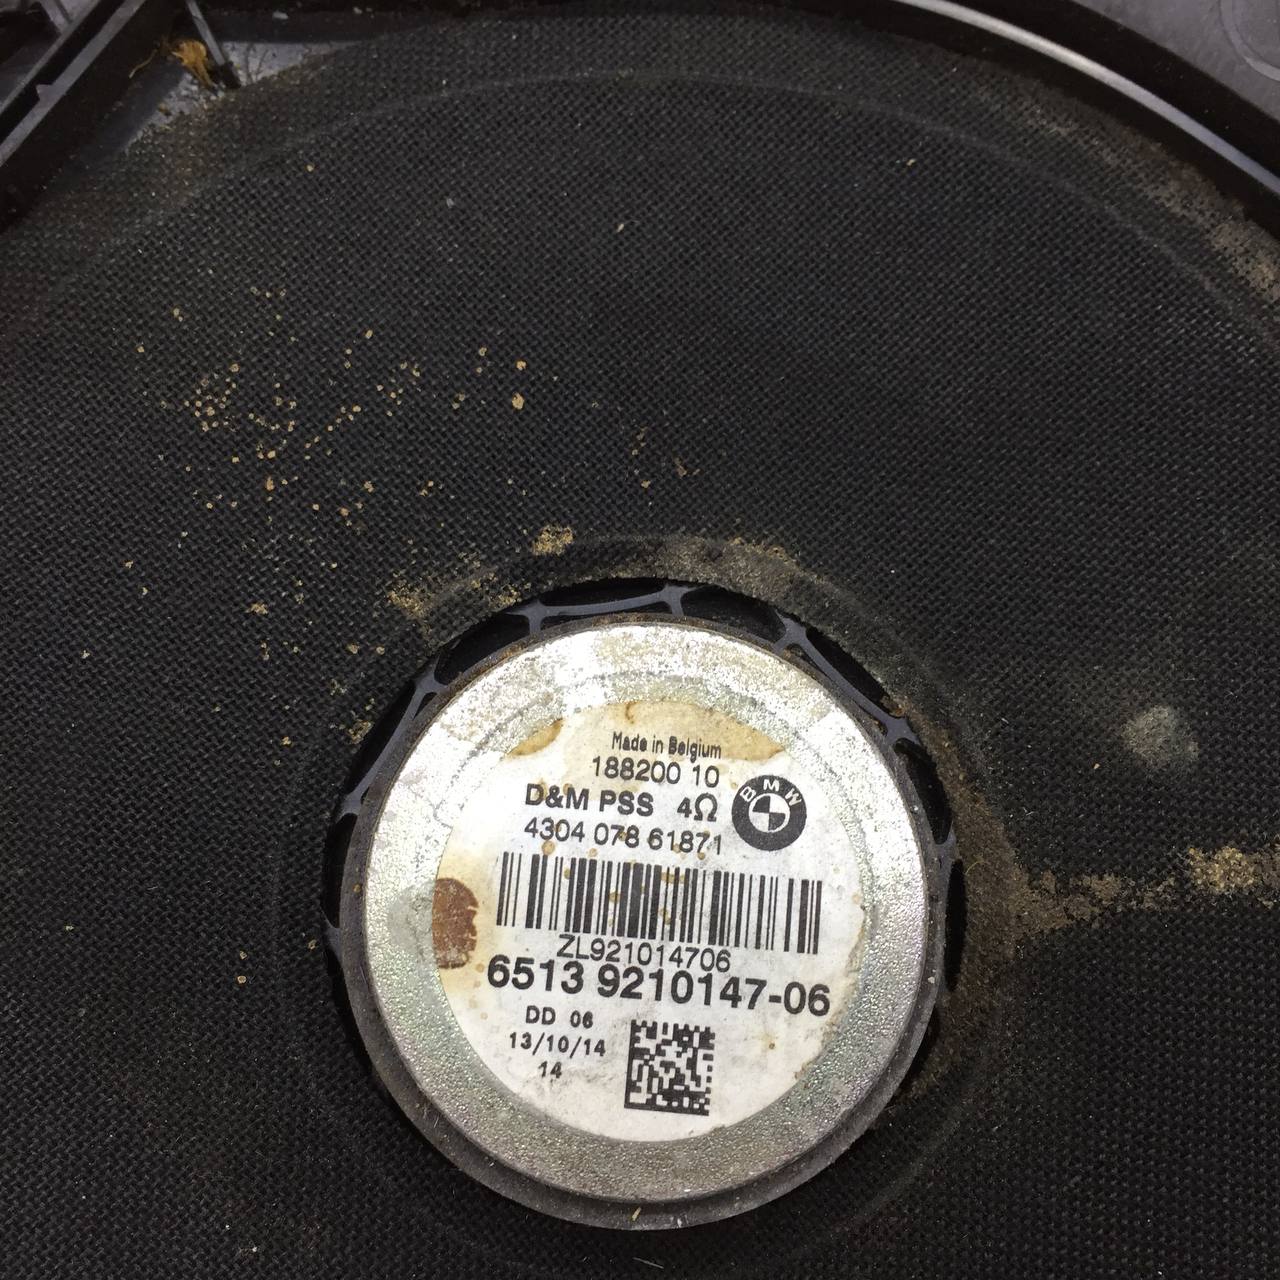 Made in Belgium
188200 10
D&M PSS 4Ω
BMW
4304 078 61871
ZL921014706
6513 9210147-06
DD 06
13/10/14
14